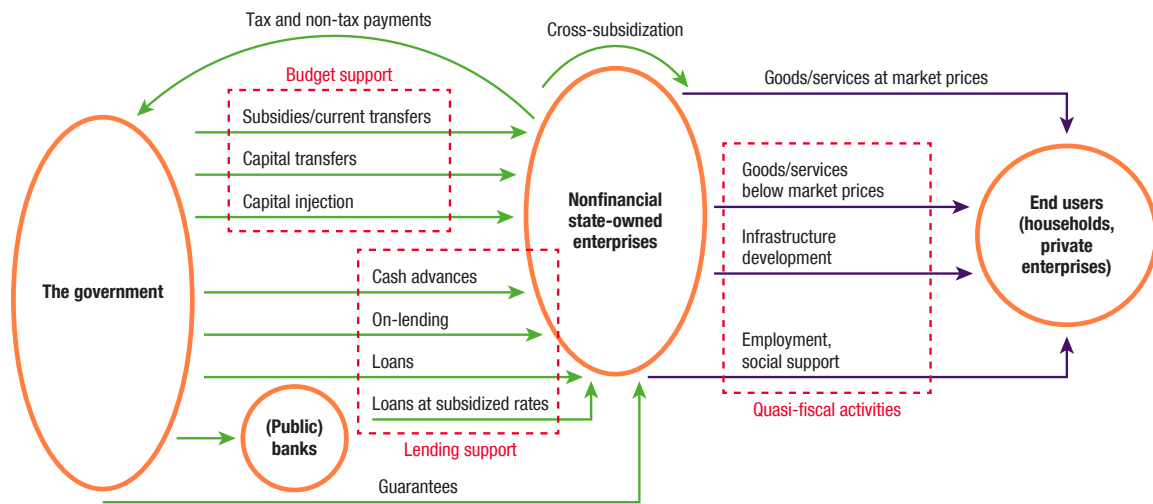 Tax and non-tax payments
Cross-subsidization
Budget support
Goods/services at market prices
Subsidies/current transfers
Capital transfers
Capital injection
Nonfinancial
state-owned
enterprises
Goods/services
below market prices
Infrastructure
development
End users
(households,
private
enterprises)
The government
Cash advances
On-lending
Loans
Loans at subsidized rates
Employment,
social support
(Public)
banks
Lending support
Quasi-fiscal activities
Guarantees